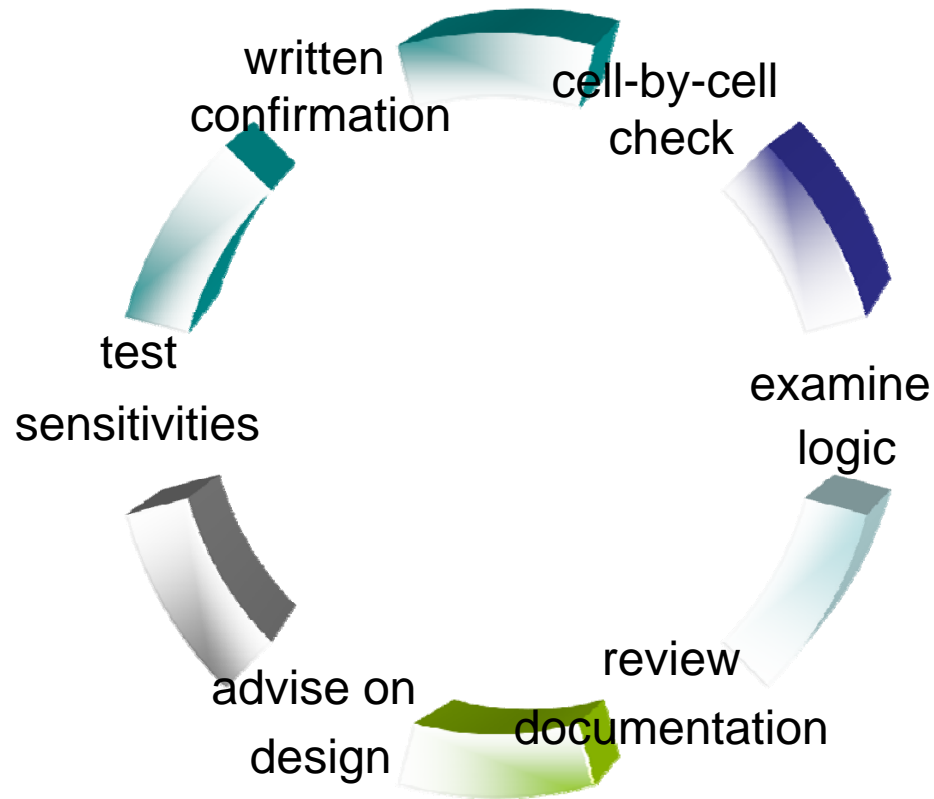 written
confirmation
cell-by-cell
check
examine
logic
review
documentation
advise on
design
test
sensitivities